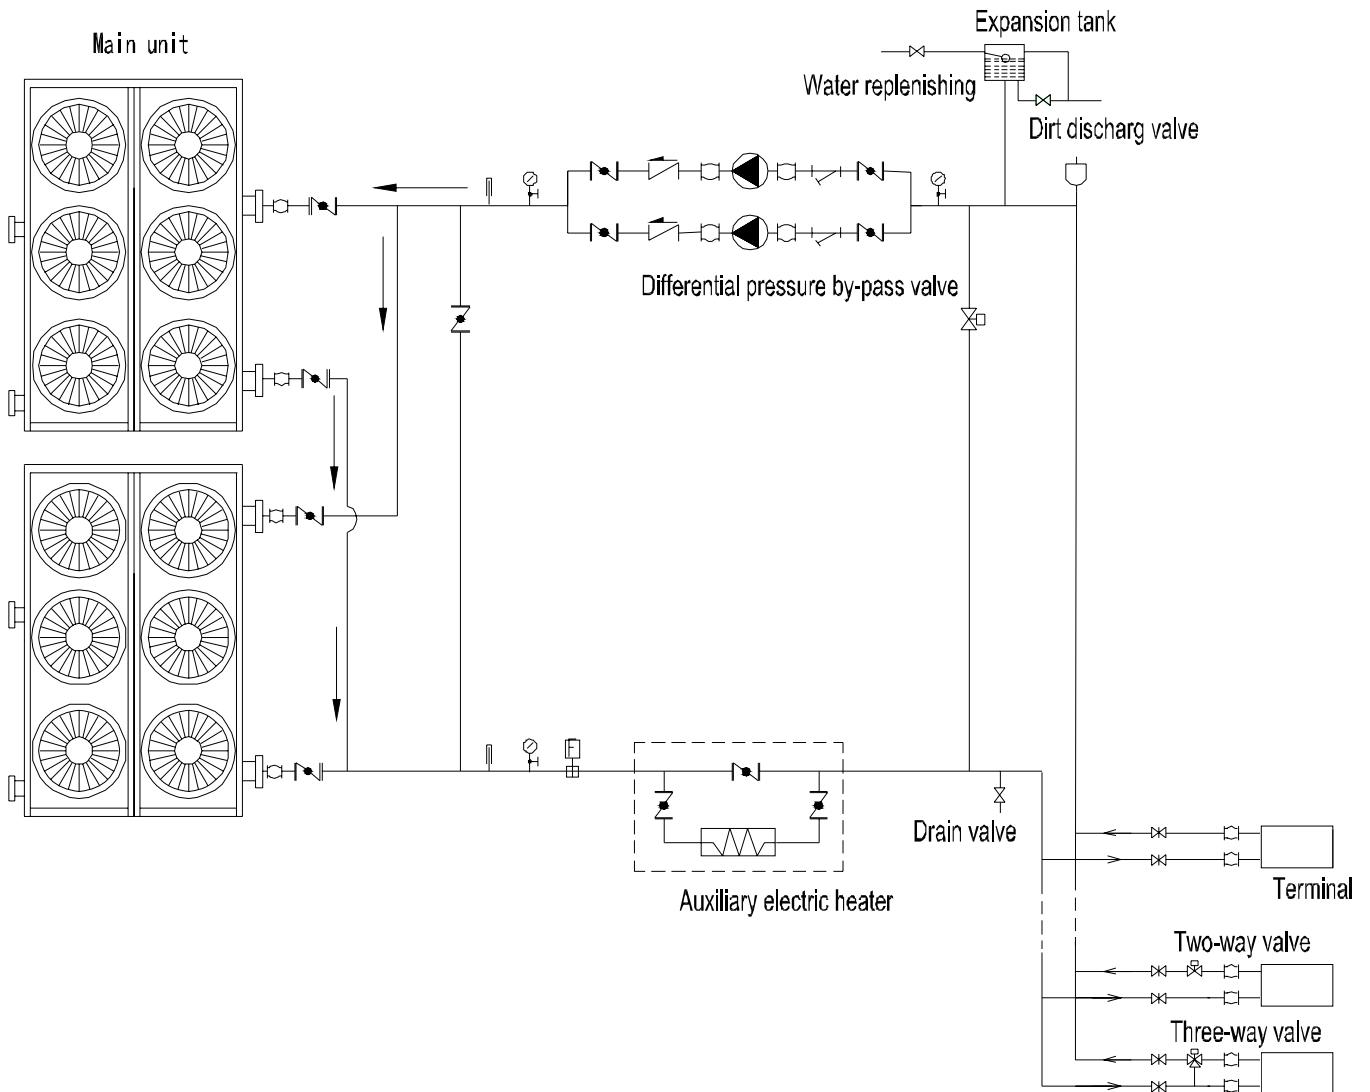 Expansion tank
Main unit
Water replenishing
Dirt discharg valve
Differential pressure by-pass valve
F
Drain valve
Auxiliary electric heater
Terminal
Two-way valve
Three-way valve